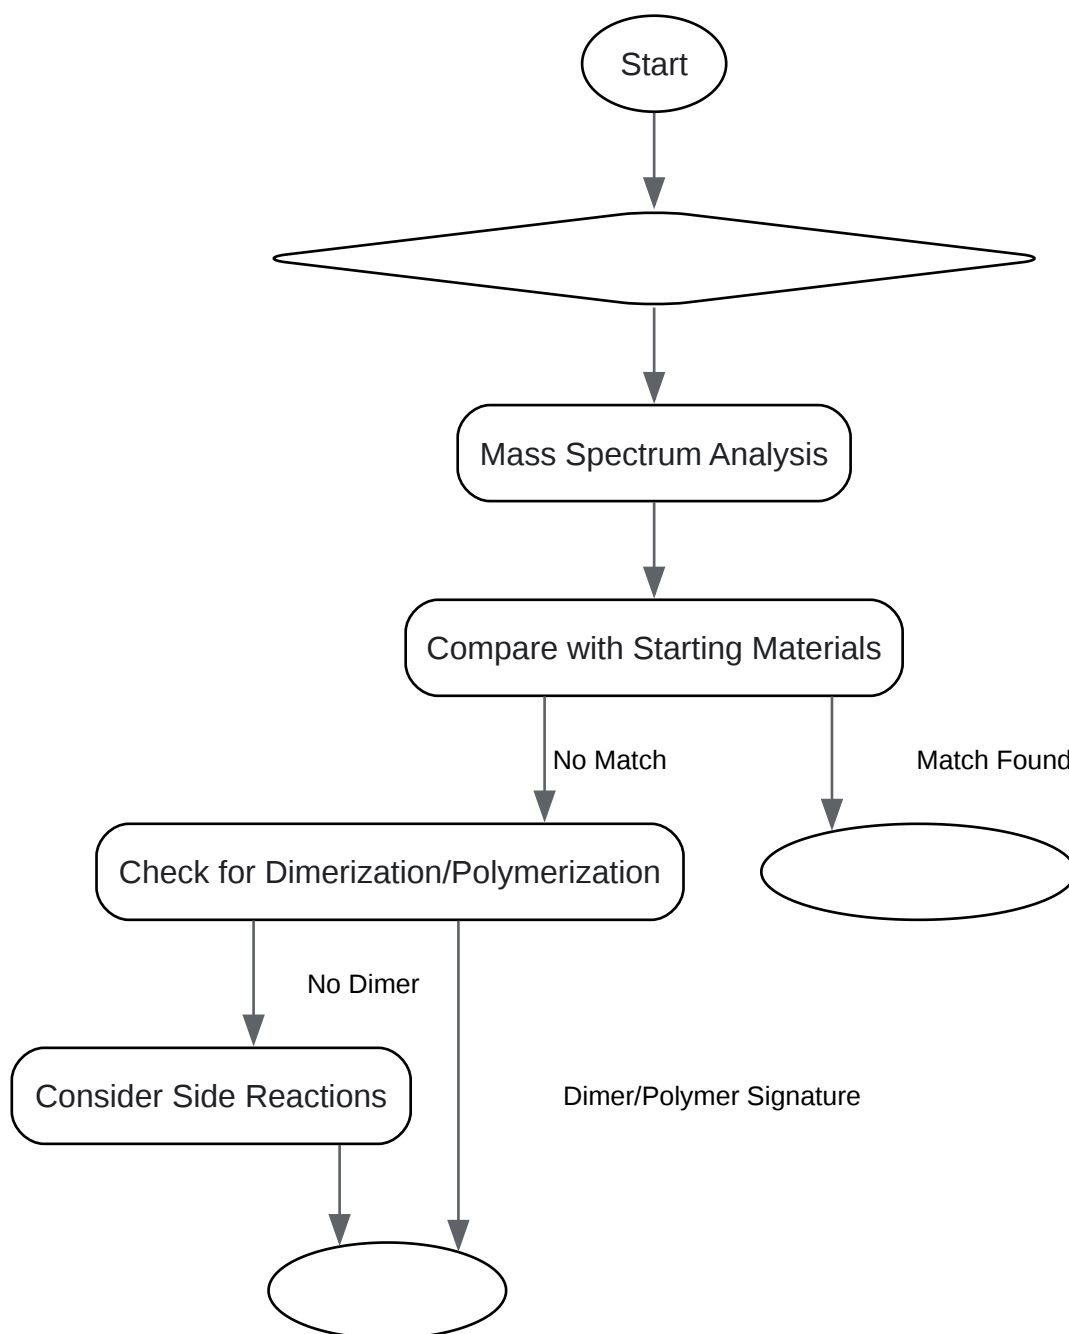 Start
Mass Spectrum Analysis
Compare with Starting Materials
No Match
Match Found
Check for Dimerization/Polymerization
No Dimer
Consider Side Reactions
Dimer/Polymer Signature